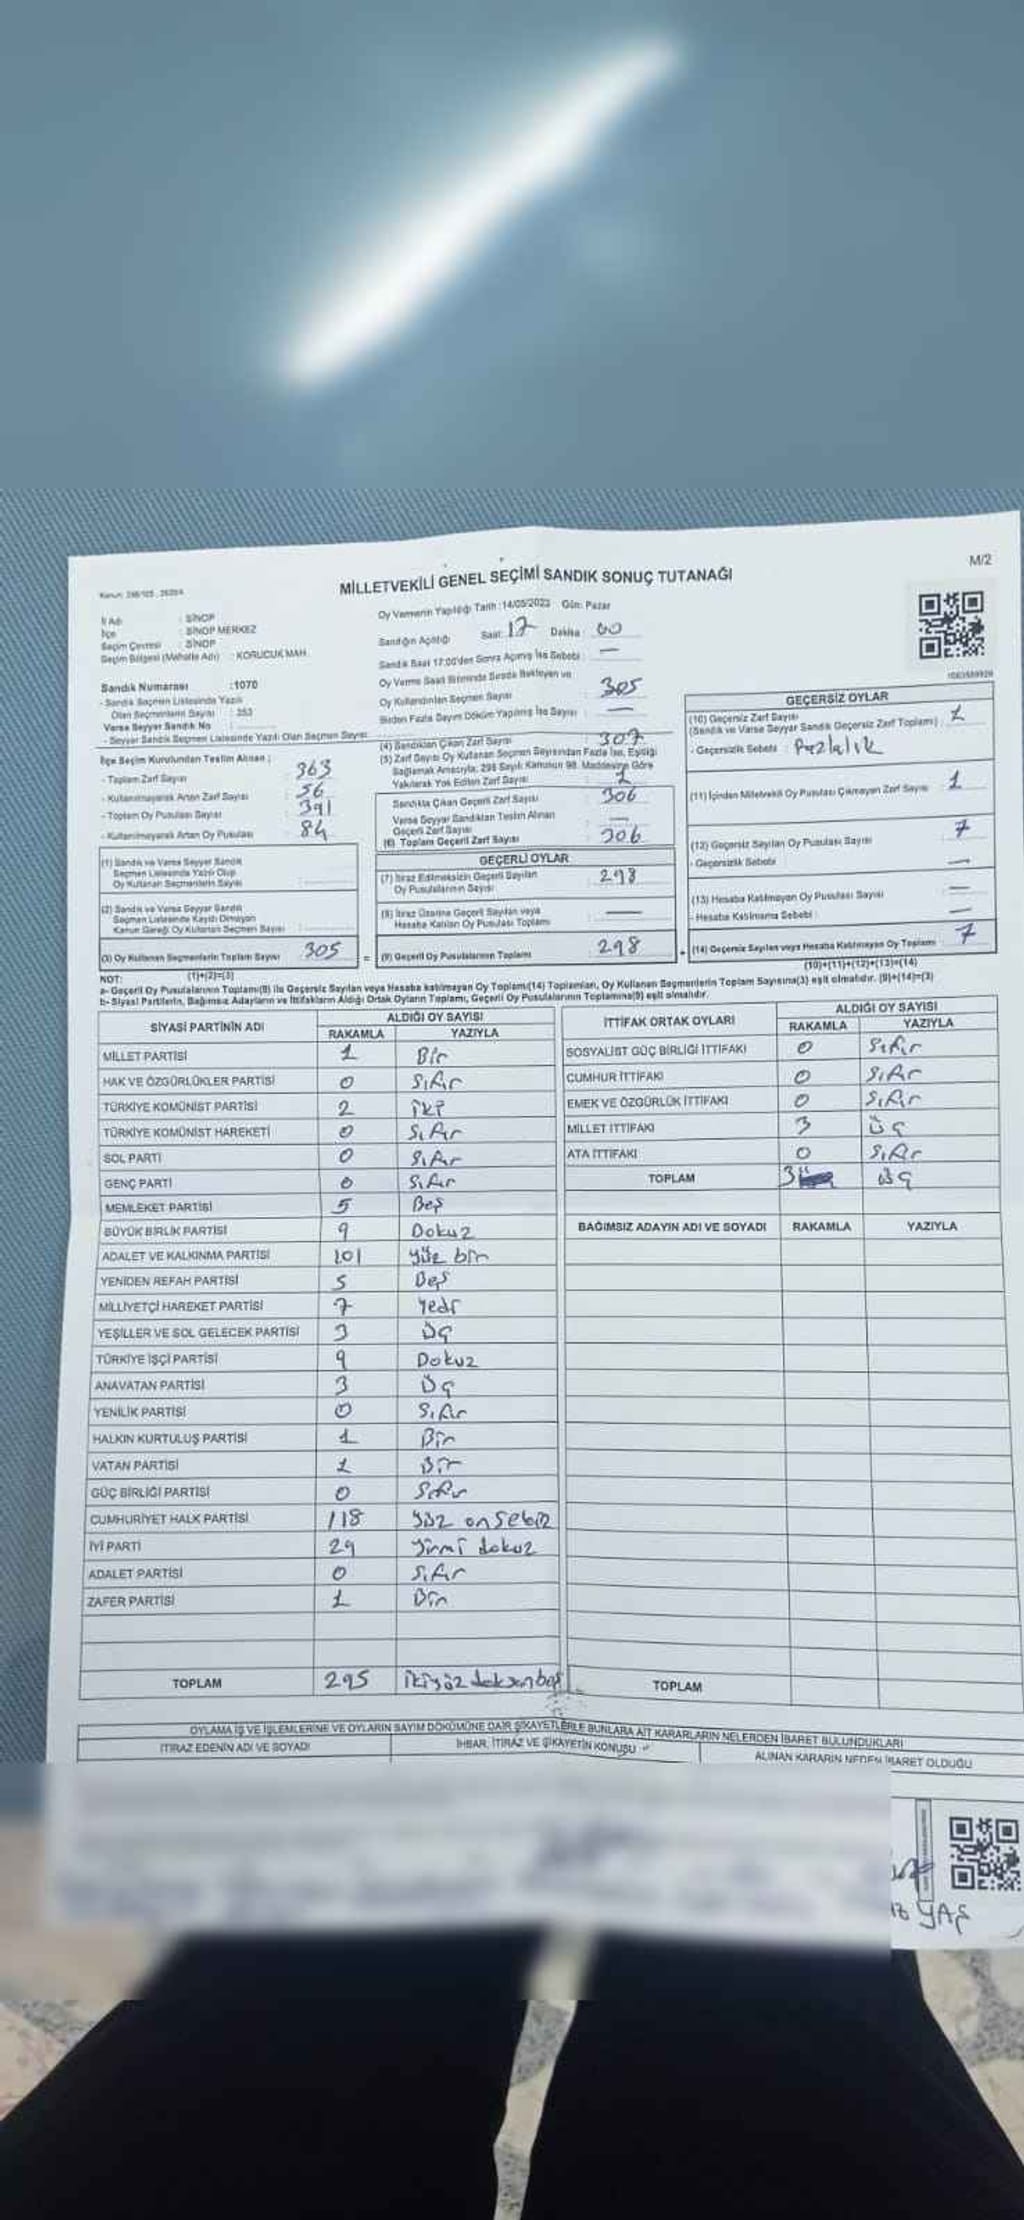 M/2
MİLLETVEKİLİ GENEL SEÇİMİ SANDIK SONUÇ TUTANAĞI
İl Adı : SİNOP
İlçe : SİNOP MERKEZ
Seçim Çevresi : SİNOP
Seçim Bölgesi (Mahalle Adı) : KORUCUK MAH.
Oy Vermenin Yapıldığı Tarih : 14/05/2023 Gün: Pazar
Sandığın Açıldığı Saat: 17 Dakika : 00
Sandık Saat 17:00'den Sonra Açılmış İse Sebebi : —
Oy Verme Saati Bitiminde Sırada Bekleyen ve
Oy Kullandırılan Seçmen Sayısı 305
Birden Fazla Sayım Döküm Yapılmış İse Sayısı : —
Sandık Numarası : 1070
- Sandık Seçmen Listesinde Yazılı
Olan Seçmenlerin Sayısı : 353
Varsa Seyyar Sandık No :
- Seyyar Sandık Seçmen Listesinde Yazılı Olan Seçmen Sayısı :
İlçe Seçim Kurulundan Teslim Alınan :
- Toplam Zarf Sayısı : 363
- Kullanılmayarak Artan Zarf Sayısı : 56
- Toplam Oy Pusulası Sayısı : 391
- Kullanılmayarak Artan Oy Pusulası : 84
(4) Sandıktan Çıkan Zarf Sayısı 307
(5) Zarf Sayısı Oy Kullanan Seçmen Sayısından Fazla İse, Eşitliği
Sağlamak Amacıyla, 298 Sayılı Kanunun 98. Maddesine Göre
Yakılarak Yok Edilen Zarf Sayısı 1
Sandıkta Çıkan Geçerli Zarf Sayısı 306
Varsa Seyyar Sandıktan Teslim Alınan
Geçerli Zarf Sayısı —
(6) Toplam Geçerli Zarf Sayısı 306
GEÇERSİZ OYLAR
(10) Geçersiz Zarf Sayısı 1
(Sandık ve Varsa Seyyar Sandık Geçersiz Zarf Toplamı) :
- Geçersizlik Sebebi : Fazlalık
(11) İçinden Milletvekili Oy Pusulası Çıkmayan Zarf Sayısı 1
(12) Geçersiz Sayılan Oy Pusulası Sayısı 7
- Geçersizlik Sebebi —
(13) Hesaba Katılmayan Oy Pusulası Sayısı —
- Hesaba Katılmama Sebebi : —
(14) Geçersiz Sayılan veya Hesaba Katılmayan Oy Toplamı 7
(10)+(11)+(12)+(13)=(14)
(1) Sandık ve Varsa Seyyar Sandık
Seçmen Listesinde Yazılı Olup
Oy Kullanan Seçmenlerin Sayısı :
(2) Sandık ve Varsa Seyyar Sandık
Seçmen Listesinde Kayıtlı Olmayan
Kanun Gereği Oy Kullanan Seçmen Sayısı :
(3) Oy Kullanan Seçmenlerin Toplam Sayısı 305
(1)+(2)=(3)
GEÇERLİ OYLAR
(7) İtiraz Edilmeksizin Geçerli Sayılan
Oy Pusulalarının Sayısı : 298
(8) İtiraz Üzerine Geçerli Sayılan veya
Hesaba Katılan Oy Pusulası Toplamı : —
(9) Geçerli Oy Pusulalarının Toplamı 298
NOT:
a- Geçerli Oy Pusulalarının Toplamı(9) ile Geçersiz Sayılan veya Hesaba katılmayan Oy Toplamı(14) Toplamları, Oy Kullanan Seçmenlerin Toplam Sayısına(3) eşit olmalıdır. (9)+(14)=(3)
b- Siyasi Partilerin, Bağımsız Adayların ve İttifakların Aldığı Ortak Oyların Toplamı, Geçerli Oy Pusulalarının Toplamına(9) eşit olmalıdır.
SİYASİ PARTİNİN ADI ALDIĞI OY SAYISI
RAKAMLA YAZIYLA
MİLLET PARTİSİ 1 Bir
HAK VE ÖZGÜRLÜKLER PARTİSİ 0 Sıfır
TÜRKİYE KOMÜNİST PARTİSİ 2 iki
TÜRKİYE KOMÜNİST HAREKETİ 0 Sıfır
SOL PARTİ 0 Sıfır
GENÇ PARTİ 0 Sıfır
MEMLEKET PARTİSİ 5 Beş
BÜYÜK BİRLİK PARTİSİ 9 Dokuz
ADALET VE KALKINMA PARTİSİ 101 Yüz bir
YENİDEN REFAH PARTİSİ 5 Beş
MİLLİYETÇİ HAREKET PARTİSİ 7 Yedi
YEŞİLLER VE SOL GELECEK PARTİSİ 3 Üç
TÜRKİYE İŞÇİ PARTİSİ 9 Dokuz
ANAVATAN PARTİSİ 3 Üç
YENİLİK PARTİSİ 0 Sıfır
HALKIN KURTULUŞ PARTİSİ 1 Bir
VATAN PARTİSİ 1 Bir
GÜÇ BİRLİĞİ PARTİSİ 0 Sıfır
CUMHURİYET HALK PARTİSİ 118 Yüz onsekiz
İYİ PARTİ 29 Yirmi dokuz
ADALET PARTİSİ 0 Sıfır
ZAFER PARTİSİ 1 Bir
TOPLAM 295 ikiyüz doksanbeş
İTTİFAK ORTAK OYLARI ALDIĞI OY SAYISI
RAKAMLA YAZIYLA
SOSYALİST GÜÇ BİRLİĞİ İTTİFAKI 0 Sıfır
CUMHUR İTTİFAKI 0 Sıfır
EMEK VE ÖZGÜRLÜK İTTİFAKI 0 Sıfır
MİLLET İTTİFAKI 3 Üç
ATA İTTİFAKI 0 Sıfır
TOPLAM 3 Üç
BAĞIMSIZ ADAYIN ADI VE SOYADI RAKAMLA YAZIYLA
TOPLAM
OYLAMA İŞ VE İŞLEMLERİNE VE OYLARIN SAYIM DÖKÜMÜNE DAİR ŞİKAYETLERLE BUNLARA AİT KARARLARIN NELERDEN İBARET BULUNDUKLARI
İTİRAZ EDENİN ADI VE SOYADI
İHBAR, İTİRAZ VE ŞİKAYETİN KONUSU
ALINAN KARARIN NEDEN İBARET OLDUĞU
YAŞ